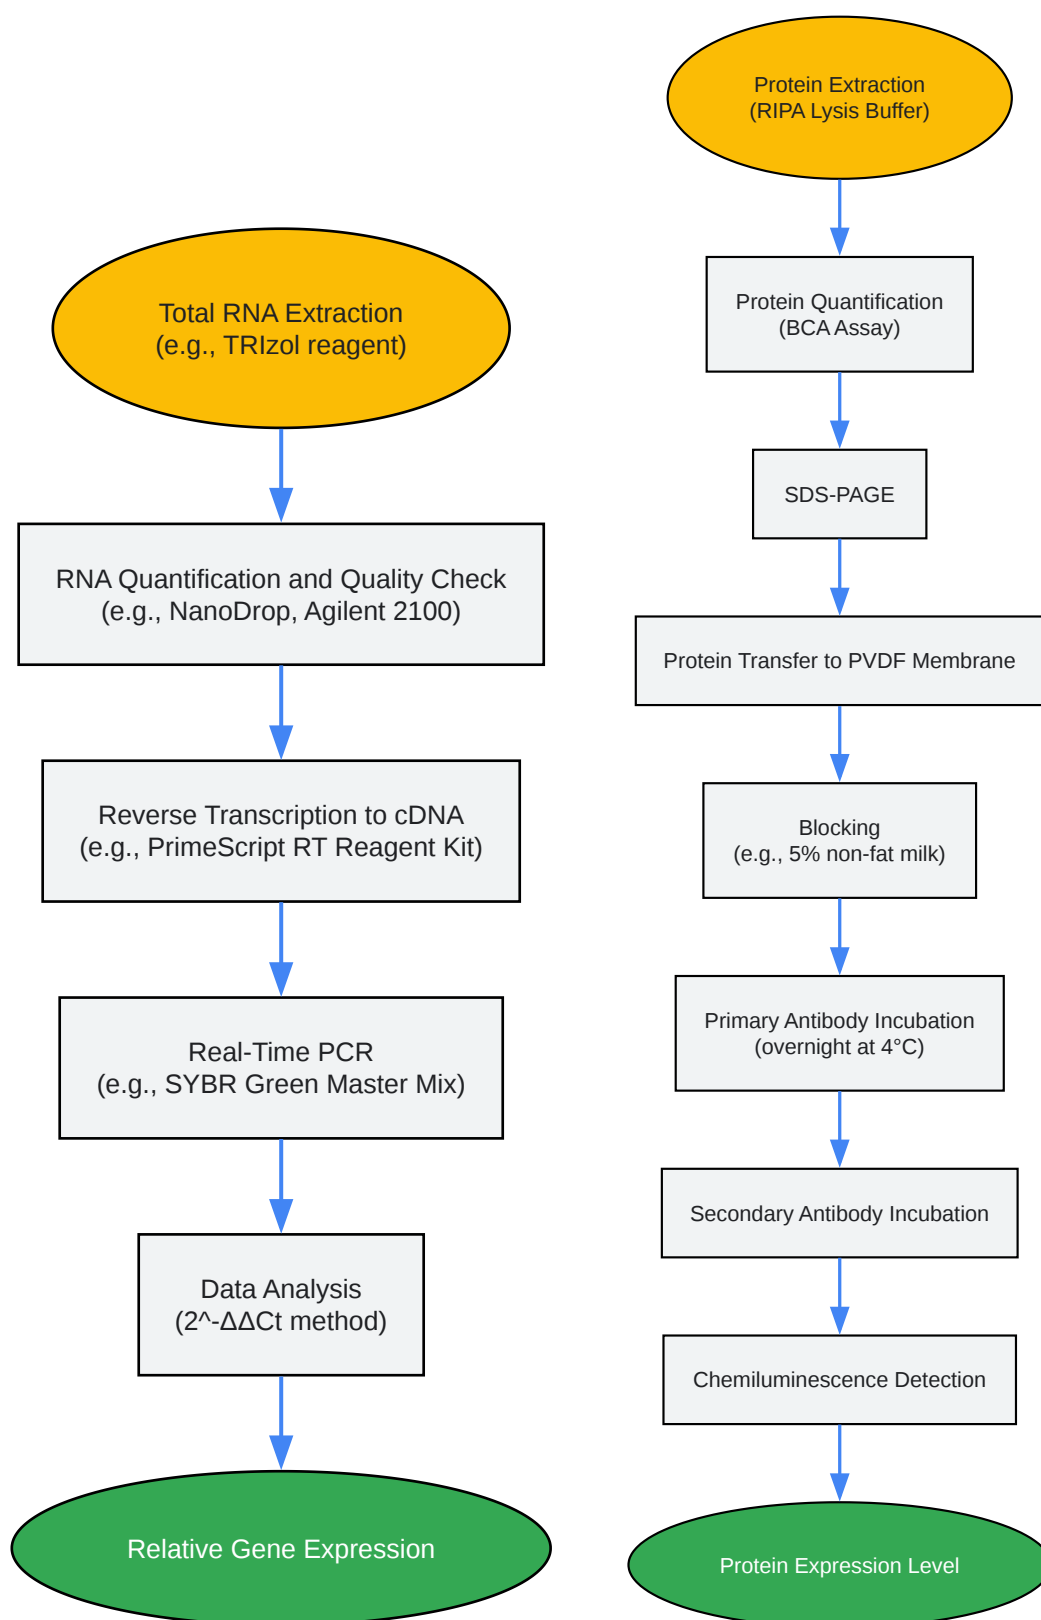 Total RNA Extraction
(e.g., TRIzol reagent)
RNA Quantification and Quality Check
(e.g., NanoDrop, Agilent 2100)
Reverse Transcription to cDNA
(e.g., PrimeScript RT Reagent Kit)
Real-Time PCR
(e.g., SYBR Green Master Mix)
Data Analysis
(2^-ΔΔCt method)
Relative Gene Expression
Protein Extraction
(RIPA Lysis Buffer)
Protein Quantification
(BCA Assay)
SDS-PAGE
Protein Transfer to PVDF Membrane
Blocking
(e.g., 5% non-fat milk)
Primary Antibody Incubation
(overnight at 4°C)
Secondary Antibody Incubation
Chemiluminescence Detection
Protein Expression Level